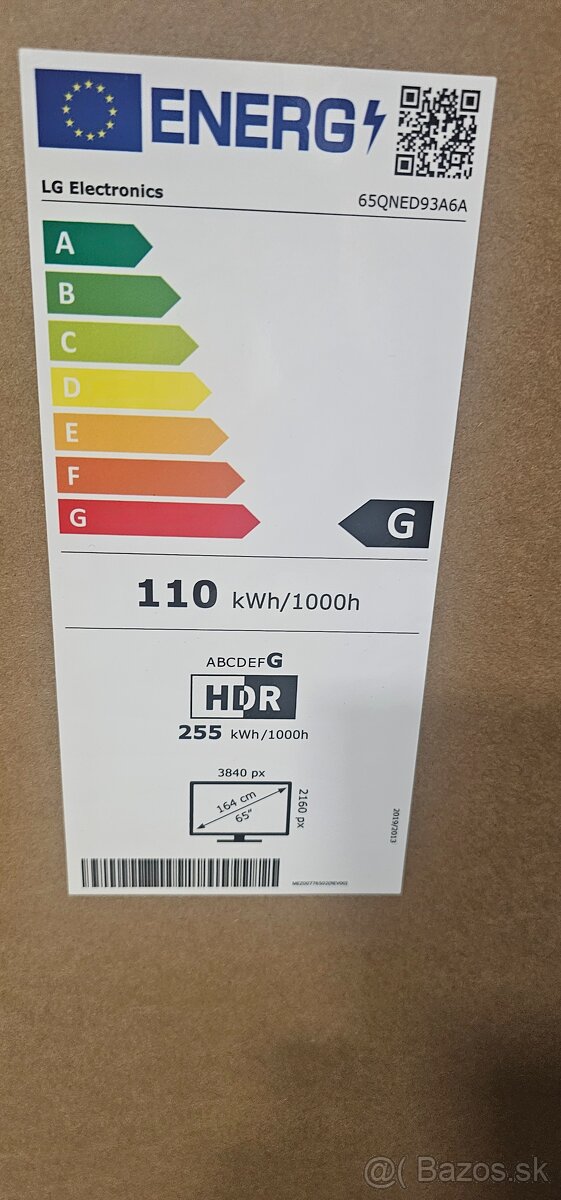 ENERG
LG Electronics
65QNED93A6A
A
B
C
D
E
F
G
G
110 kWh/1000h
ABCDEFG
HDR
255 kWh/1000h
3840 px
164 cm
65"
2160 px
2019/2013
@( Bazos.sk